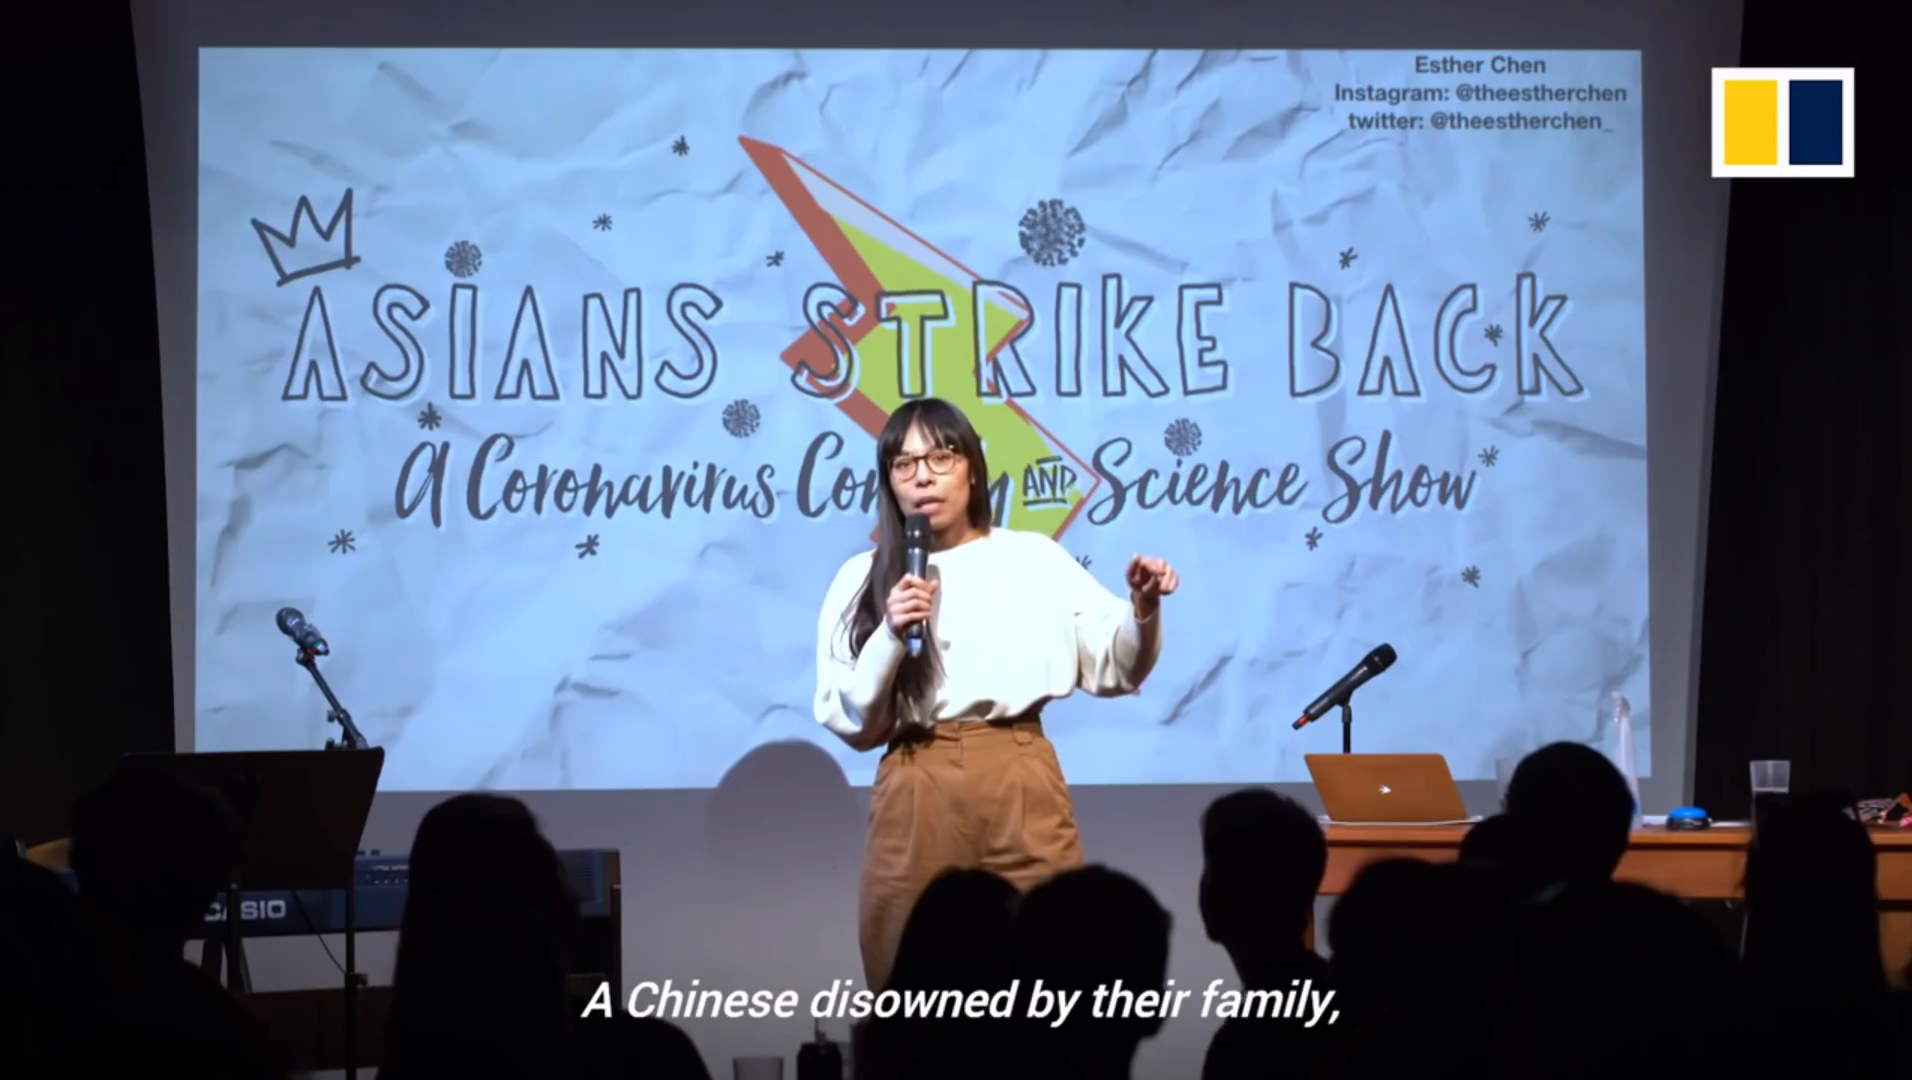 Esther Chen
Instagram: @theestherchen
twitter: @theestherchen_
ASIANS STRIKE BACK
A Coronavirus Com y AND Science Show
CASIO
A Chinese disowned by their family,